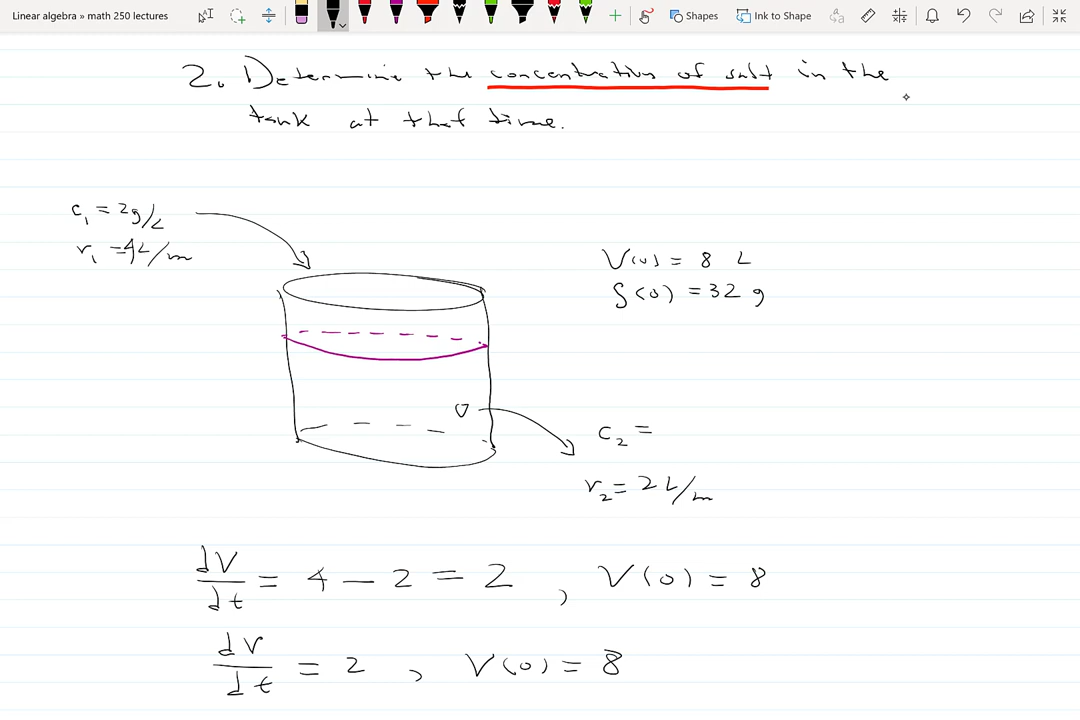 Linear algebra » math 250 lectures
Shapes
Ink to Shape
2. Determine the concentration of salt in the
tank at that time.
c₁ = 2g/L
r₁ = 4L/m
V(0) = 8 L
S(0) = 32 g
c₂ =
r₂ = 2L/m
dV/dt = 4 - 2 = 2 , V(0) = 8
dV/dt = 2 , V(0) = 8